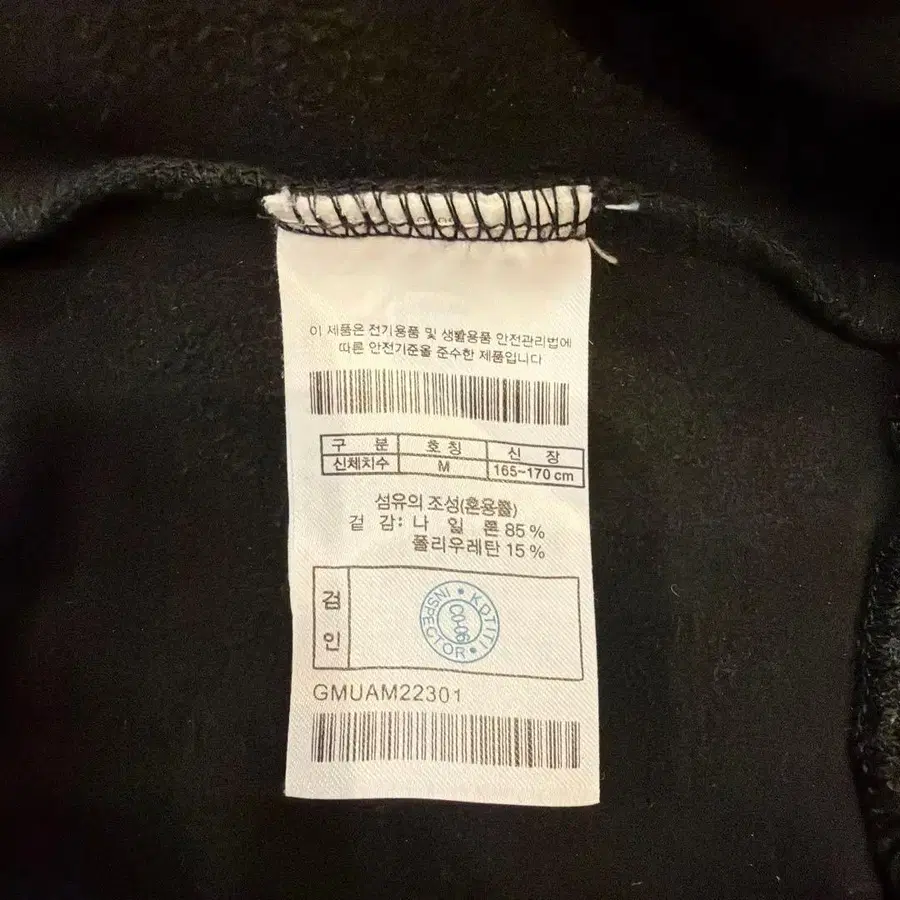 이 제품은 전기용품 및 생활용품 안전관리법에
따른 안전기준을 준수한 제품입니다
구 분 호 칭 신 장
신체치수 M 165~170 cm
섬유의 조성(혼용률)
겉 감: 나 일 론 85 %
폴리우레탄 15 %
검 인
KOTITI • INSPECTOR •
CO-06
GMUAM22301